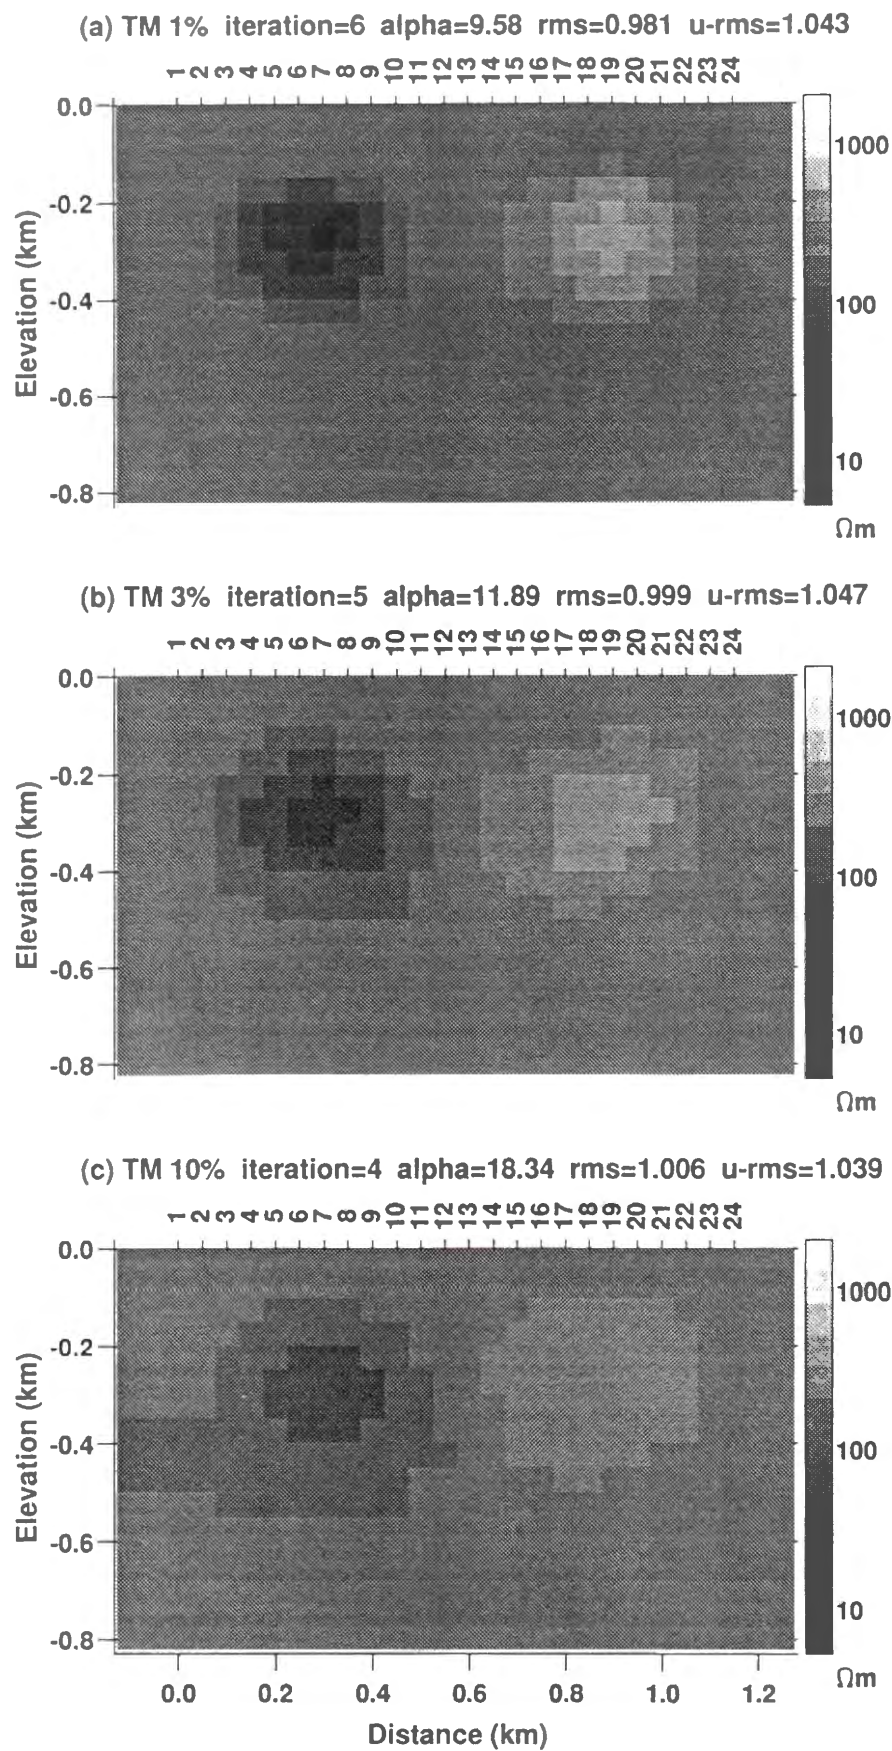 (a) TM 1% iteration=6 alpha=9.58 rms=0.981 u-rms=1.043
1 2 3 4 5 6 7 8 9 10 11 12 13 14 15 16 17 18 19 20 21 22 23 24
0.0
-0.2
-0.4
-0.6
-0.8
Elevation (km)
1000
100
10
Ωm
(b) TM 3% iteration=5 alpha=11.89 rms=0.999 u-rms=1.047
1 2 3 4 5 6 7 8 9 10 11 12 13 14 15 16 17 18 19 20 21 22 23 24
0.0
-0.2
-0.4
-0.6
-0.8
Elevation (km)
1000
100
10
Ωm
(c) TM 10% iteration=4 alpha=18.34 rms=1.006 u-rms=1.039
1 2 3 4 5 6 7 8 9 10 11 12 13 14 15 16 17 18 19 20 21 22 23 24
0.0
-0.2
-0.4
-0.6
-0.8
Elevation (km)
1000
100
10
Ωm
0.0 0.2 0.4 0.6 0.8 1.0 1.2
Distance (km)